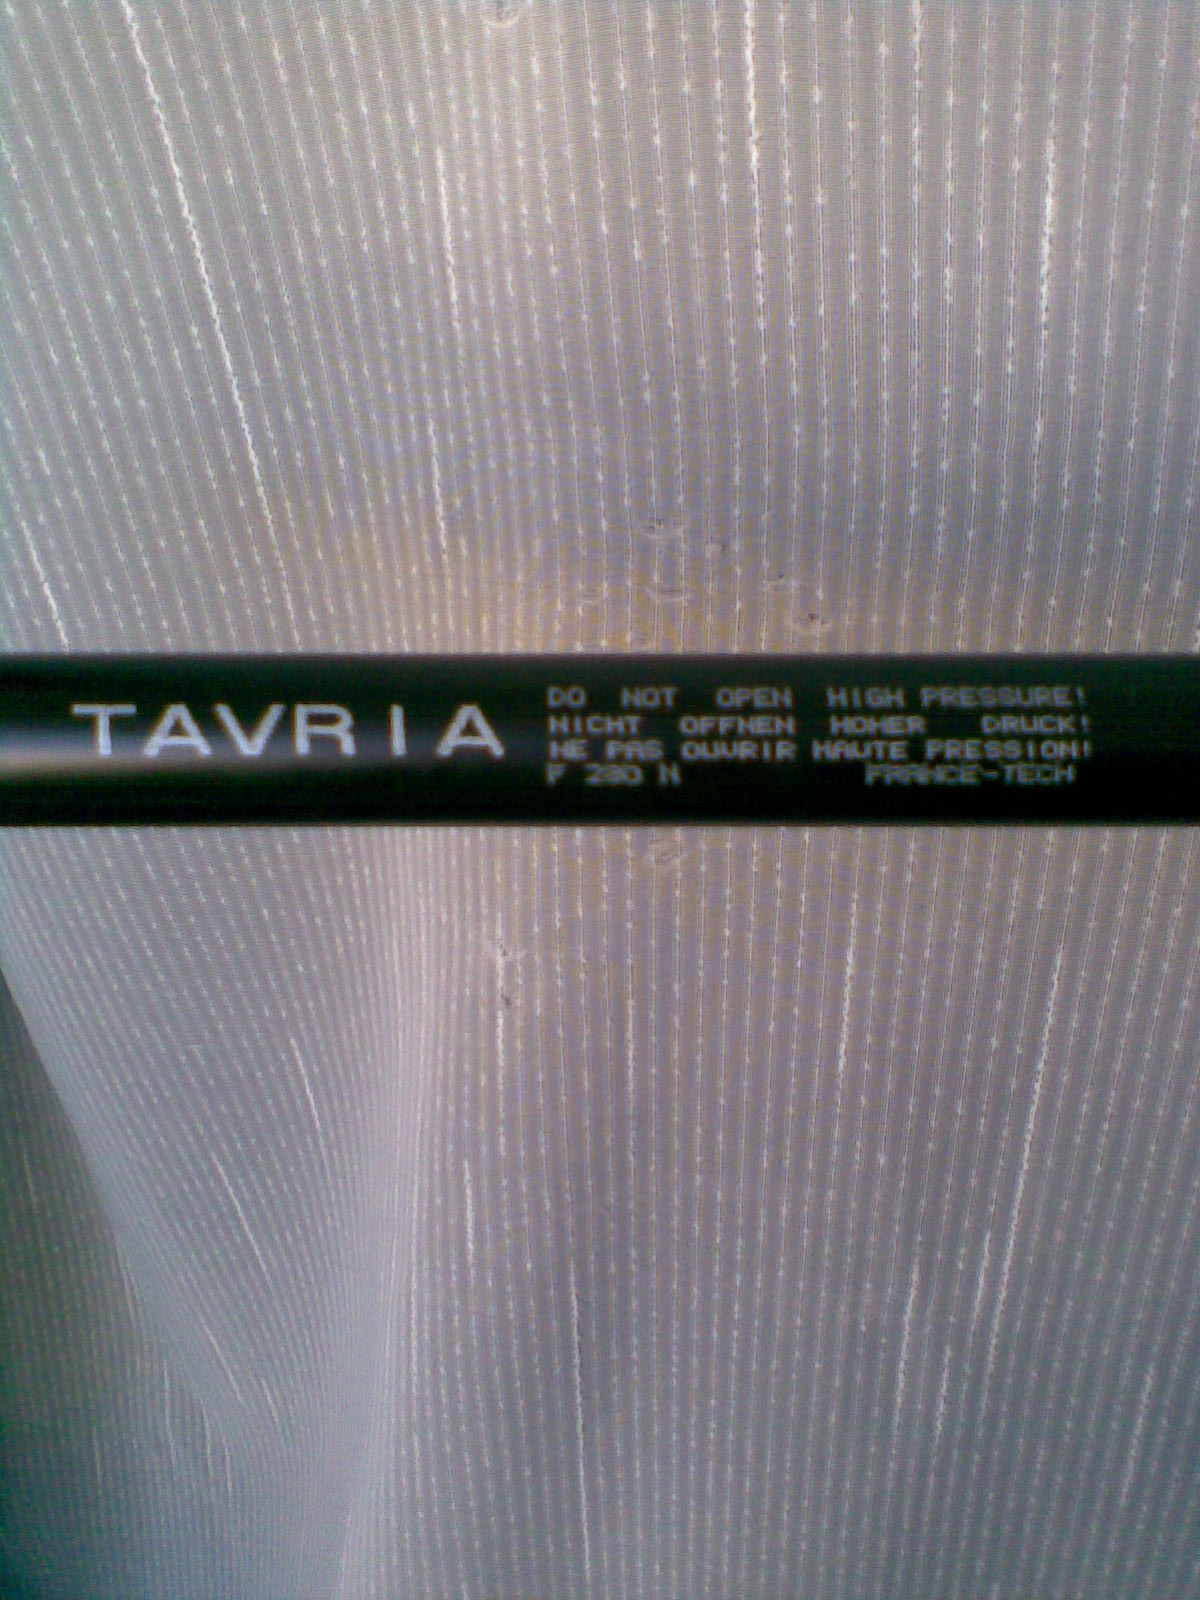 TAVRIA
DO NOT OPEN HIGH PRESSURE!
NICHT OFFNEN HOHER DRUCK!
NE PAS OUVRIR HAUTE PRESSION!
F 280 N FRANCE-TECH